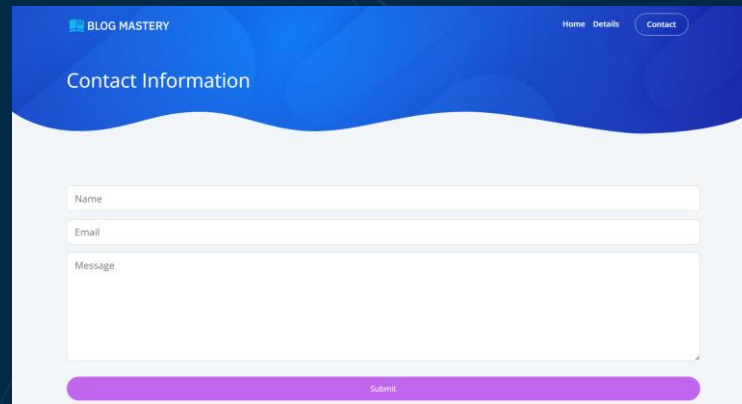 BLOG MASTERY
Home Details Contact
Contact Information
Name
Email
Message
Submit